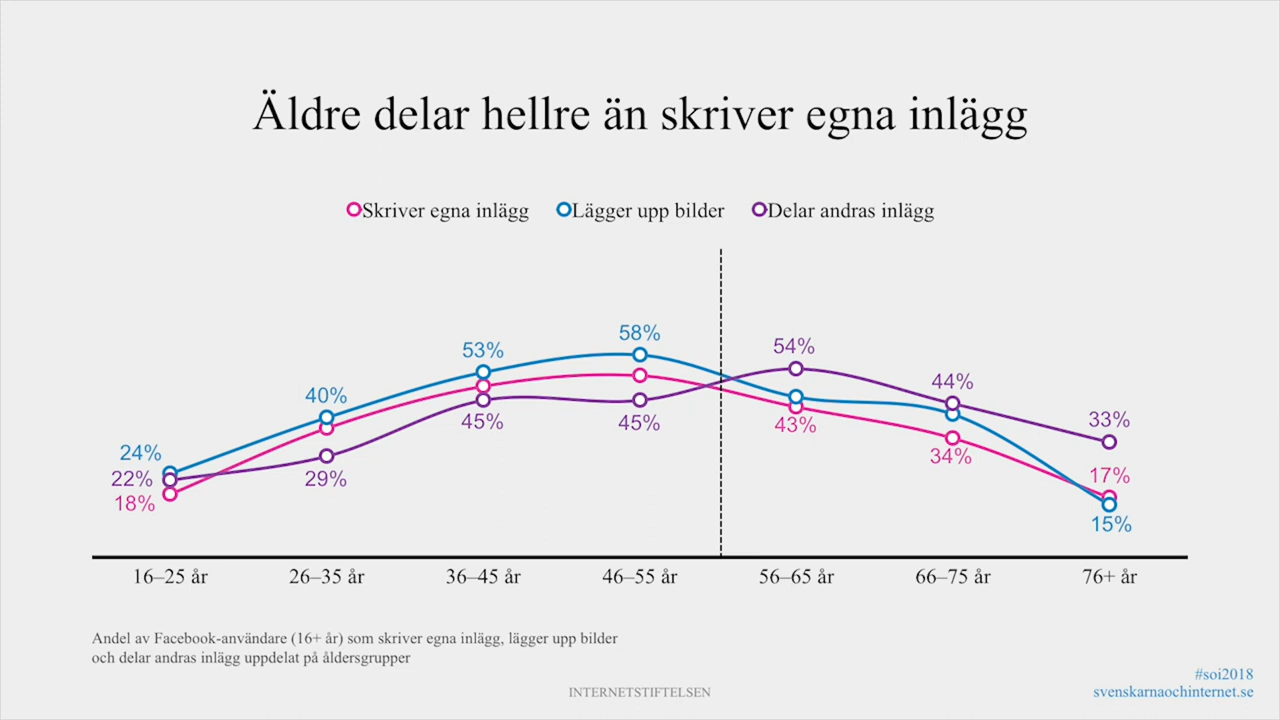 Äldre delar hellre än skriver egna inlägg
Skriver egna inlägg Lägger upp bilder Delar andras inlägg
58%
54%
53%
44%
40%
33%
45%
45%
43%
24%
34%
22%
29%
17%
18%
15%
16–25 år 26–35 år 36–45 år 46–55 år 56–65 år 66–75 år 76+ år
Andel av Facebook-användare (16+ år) som skriver egna inlägg, lägger upp bilder
och delar andras inlägg uppdelat på åldersgrupper
#soi2018
INTERNETSTIFTELSEN
svenskarnaochinternet.se